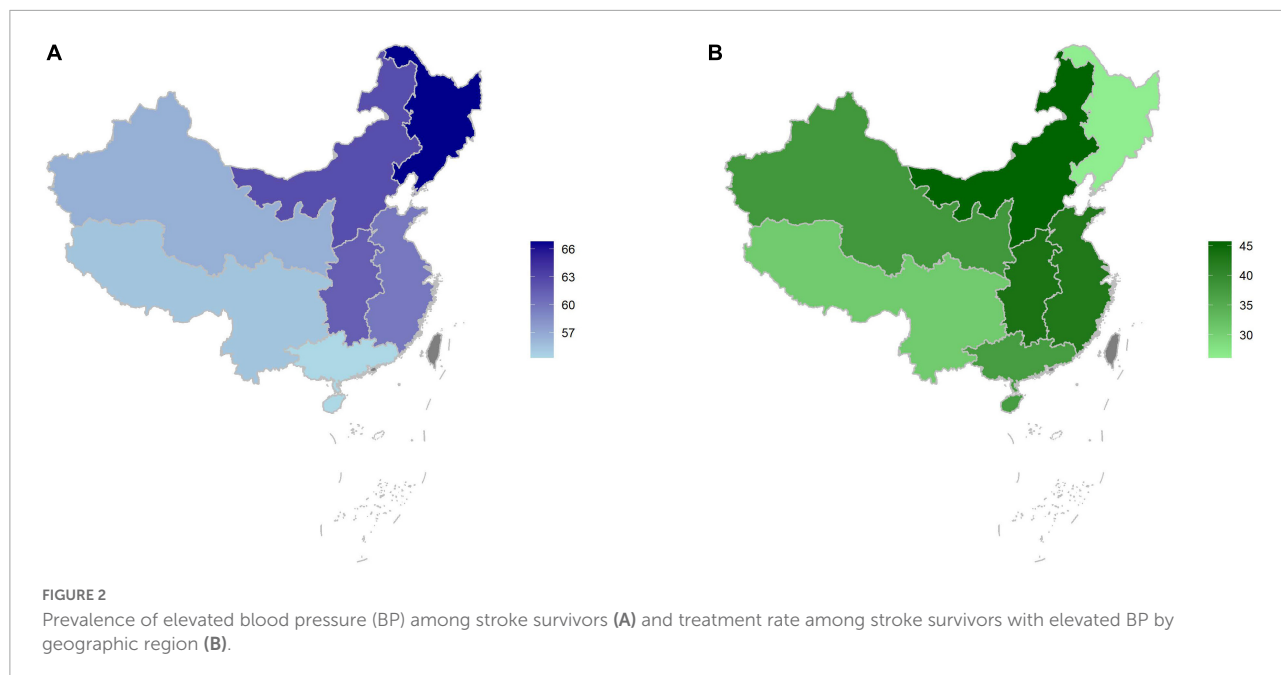 A
B
66
63
60
57
45
40
35
30
FIGURE 2
Prevalence of elevated blood pressure (BP) among stroke survivors (A) and treatment rate among stroke survivors with elevated BP by
geographic region (B).